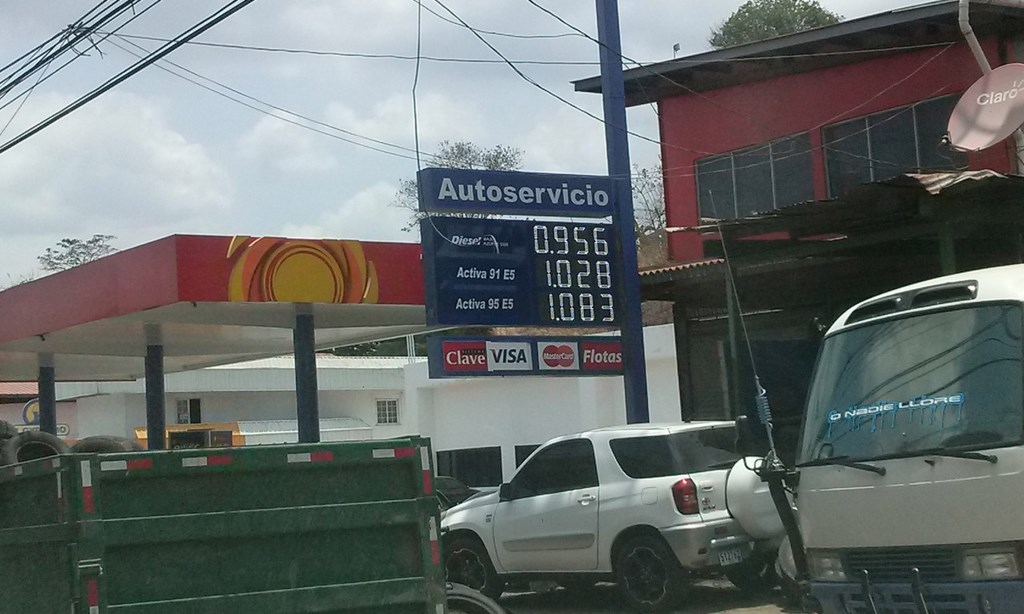 Autoservicio
Diesel 0.956
Activa 91 E5 1.028
Activa 95 E5 1.083
Clave VISA MasterCard Flotas
Claro
Q NADIE LLORE